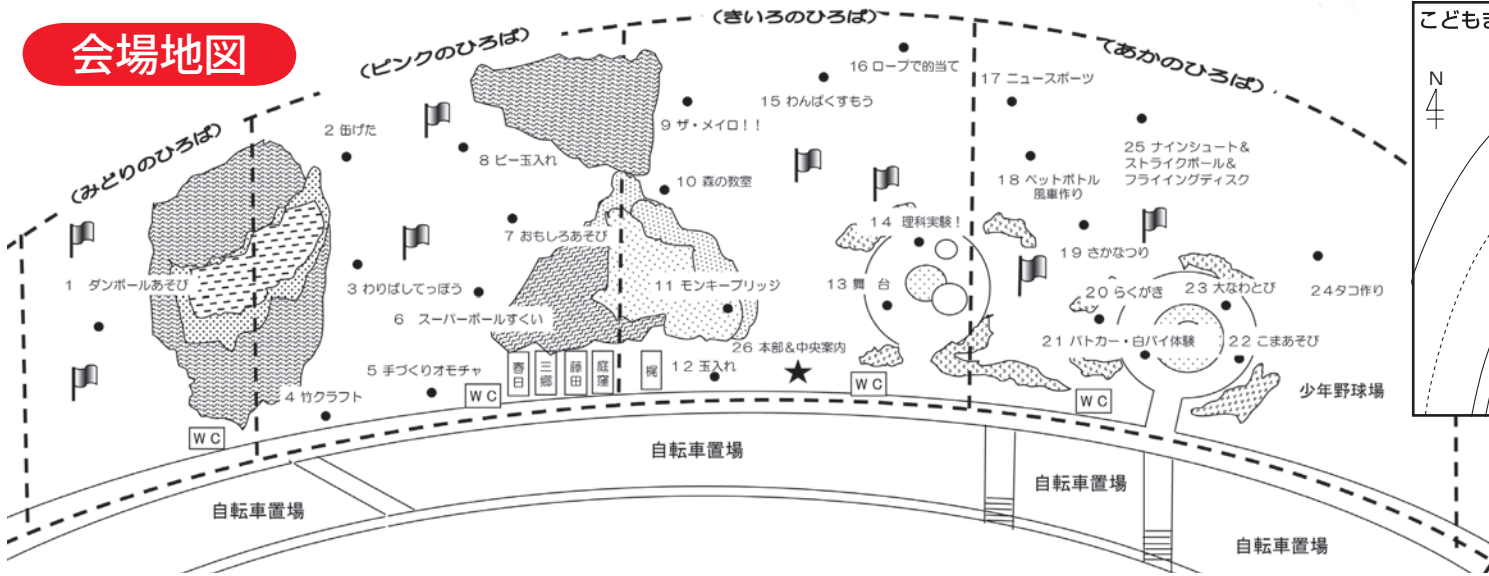 会場地図
(みどりのひろば)
(ピンクのひろば)
(きいろのひろば)
(あかのひろば)
こども
N
1 ダンボールあそび
2 缶げた
3 わりばしてっぽう
4 竹クラフト
5 手づくりオモチャ
6 スーパーボールすくい
7 おもしろあそび
8 ビー玉入れ
9 ザ・メイロ！！
10 森の教室
11 モンキーブリッジ
12 玉入れ
13 舞 台
14 理科実験！
15 わんぱくすもう
16 ロープで的当て
17 ニュースポーツ
18 ペットボトル
風車作り
19 さかなつり
20 らくがき
21 パトカー・白バイ体験
22 こまあそび
23 大なわとび
24タコ作り
25 ナインシュート＆
ストライクボール＆
フライイングディスク
26 本部＆中央案内
春日
三郷
藤田
庭窪
梶
WC
WC
WC
WC
少年野球場
自転車置場
自転車置場
自転車置場
自転車置場